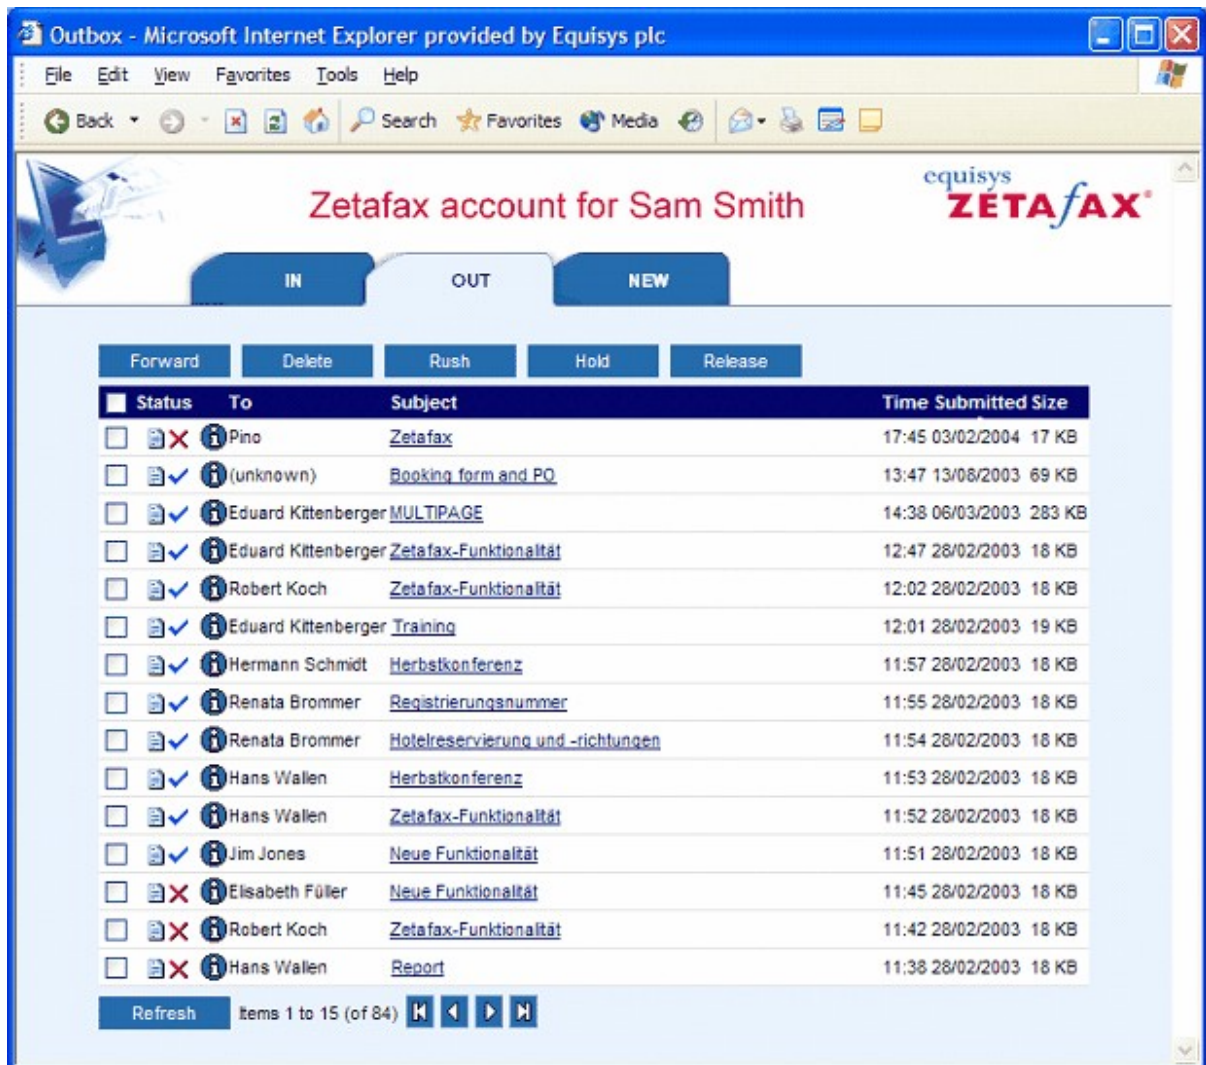 Outbox - Microsoft Internet Explorer provided by Equisys plc
File Edit View Favorites Tools Help
Back Search Favorites Media
Zetafax account for Sam Smith
equisys
ZETAFAX®
IN OUT NEW
Forward Delete Rush Hold Release
Status To Subject Time Submitted Size
Pino Zetafax 17:45 03/02/2004 17 KB
(unknown) Booking form and PO 13:47 13/08/2003 69 KB
Eduard Kittenberger MULTIPAGE 14:38 06/03/2003 283 KB
Eduard Kittenberger Zetafax-Funktionalität 12:47 28/02/2003 18 KB
Robert Koch Zetafax-Funktionalität 12:02 28/02/2003 18 KB
Eduard Kittenberger Training 12:01 28/02/2003 19 KB
Hermann Schmidt Herbstkonferenz 11:57 28/02/2003 18 KB
Renata Brommer Registrierungsnummer 11:55 28/02/2003 18 KB
Renata Brommer Hotelreservierung und -richtungen 11:54 28/02/2003 18 KB
Hans Wallen Herbstkonferenz 11:53 28/02/2003 18 KB
Hans Wallen Zetafax-Funktionalität 11:52 28/02/2003 18 KB
Jim Jones Neue Funktionalität 11:51 28/02/2003 18 KB
Elisabeth Füller Neue Funktionalität 11:45 28/02/2003 18 KB
Robert Koch Zetafax-Funktionalität 11:42 28/02/2003 18 KB
Hans Wallen Report 11:38 28/02/2003 18 KB
Refresh Items 1 to 15 (of 84)